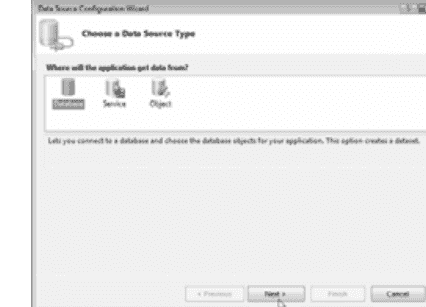 Data Source Configuration Wizard
Choose a Data Source Type
Where will the application get data from?
Database Service Object
Lets you connect to a database and choose the database objects for your application. This option creates a dataset.
< Previous Next > Finish Cancel